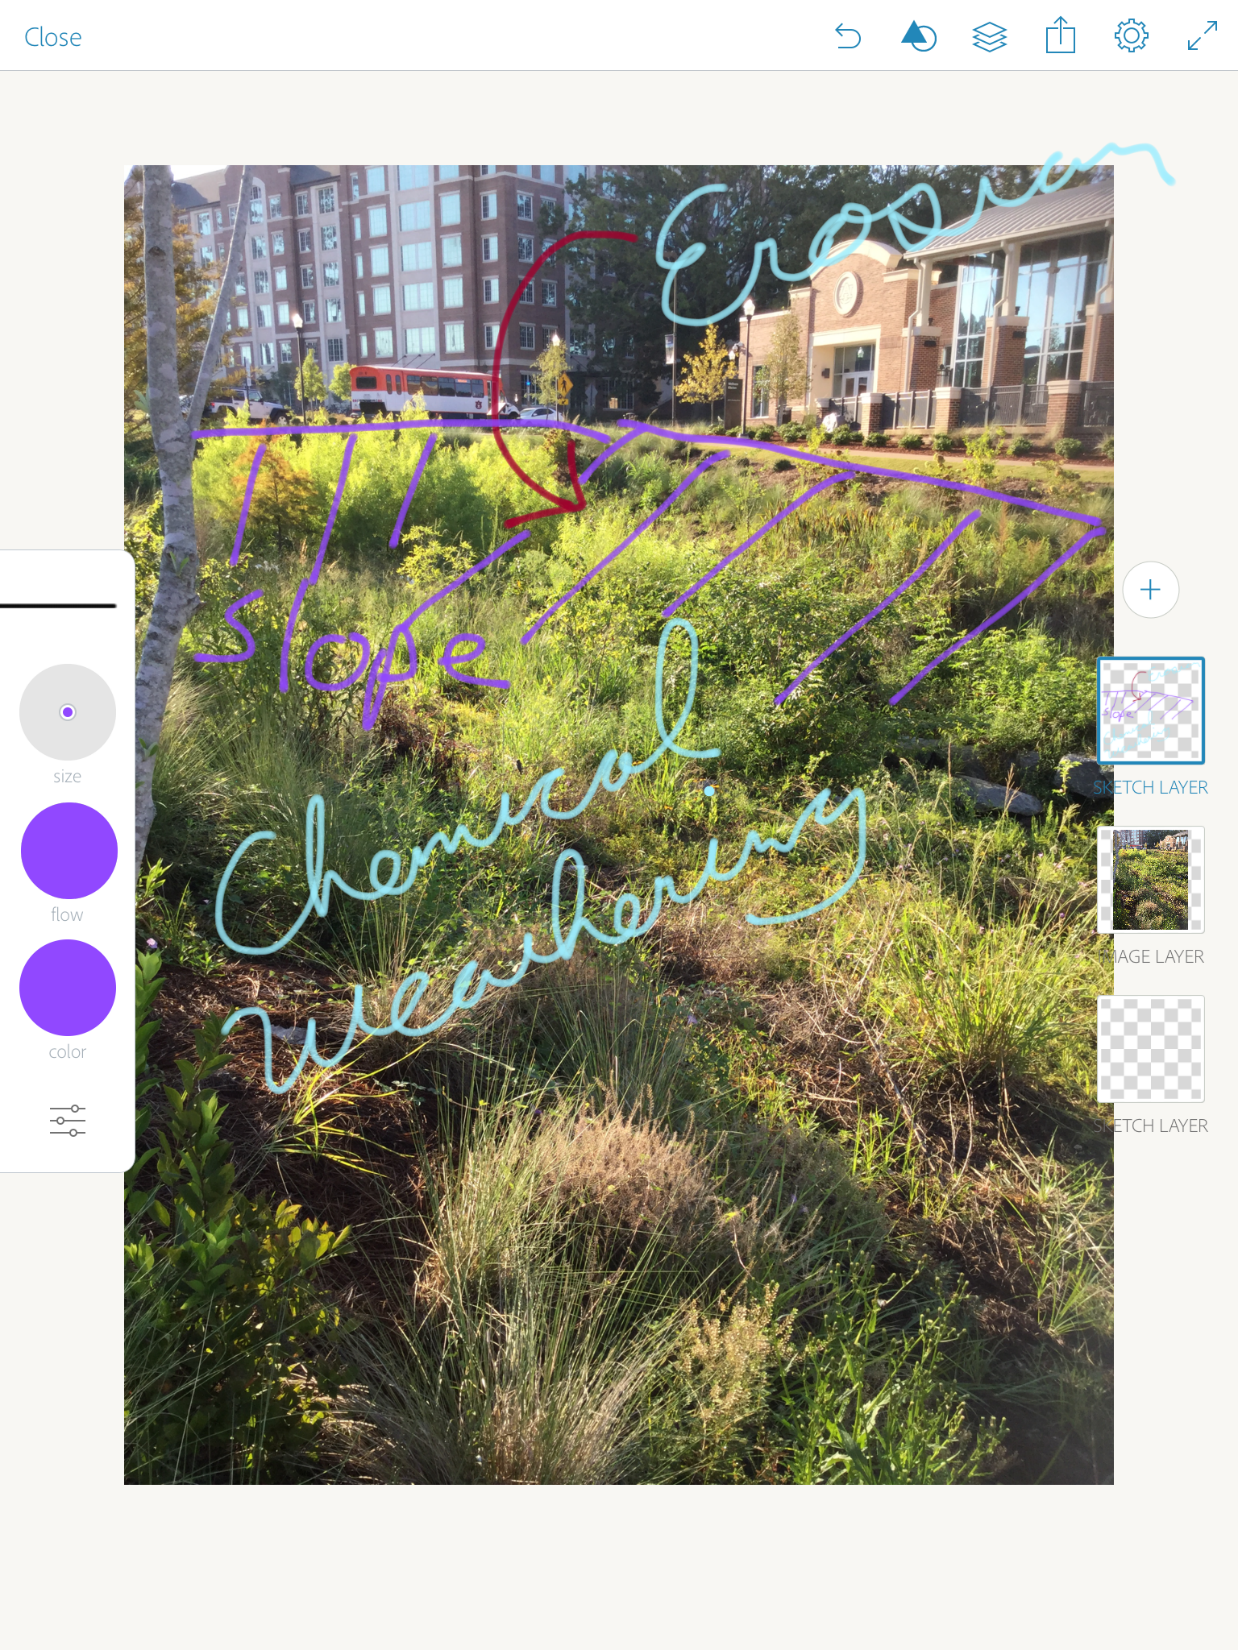 Close
Erosion
slope
Chemical
weathering
size
flow
color
SKETCH LAYER
IMAGE LAYER
SKETCH LAYER